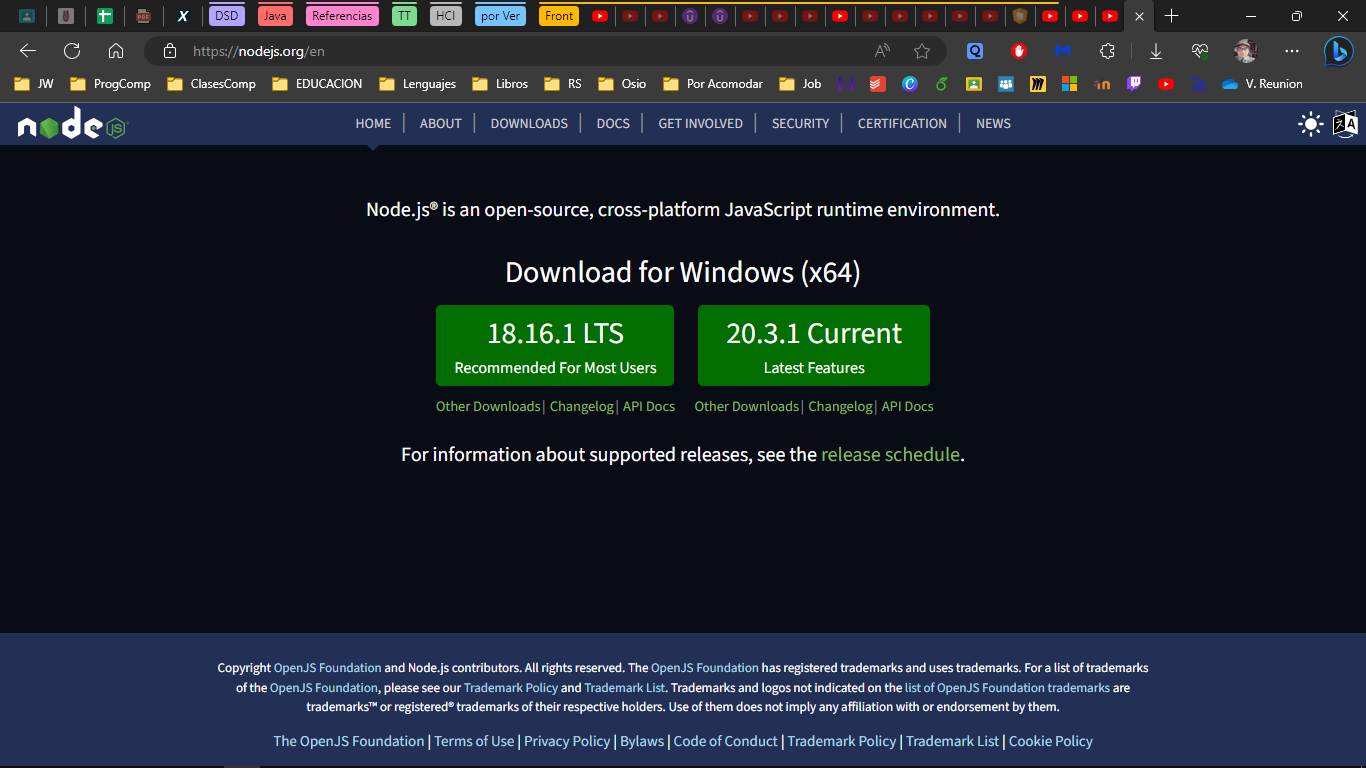 DSD Java Referencias TT HCI por Ver Front
https://nodejs.org/en
JW ProgComp ClasesComp EDUCACION Lenguajes Libros RS Osio Por Acomodar Job V. Reunion
node JS
HOME | ABOUT | DOWNLOADS | DOCS | GET INVOLVED | SECURITY | CERTIFICATION | NEWS
Node.js® is an open-source, cross-platform JavaScript runtime environment.
Download for Windows (x64)
18.16.1 LTS
Recommended For Most Users
20.3.1 Current
Latest Features
Other Downloads | Changelog | API Docs
Other Downloads | Changelog | API Docs
For information about supported releases, see the release schedule.
Copyright OpenJS Foundation and Node.js contributors. All rights reserved. The OpenJS Foundation has registered trademarks and uses trademarks. For a list of trademarks
of the OpenJS Foundation, please see our Trademark Policy and Trademark List. Trademarks and logos not indicated on the list of OpenJS Foundation trademarks are
trademarks™ or registered® trademarks of their respective holders. Use of them does not imply any affiliation with or endorsement by them.
The OpenJS Foundation | Terms of Use | Privacy Policy | Bylaws | Code of Conduct | Trademark Policy | Trademark List | Cookie Policy